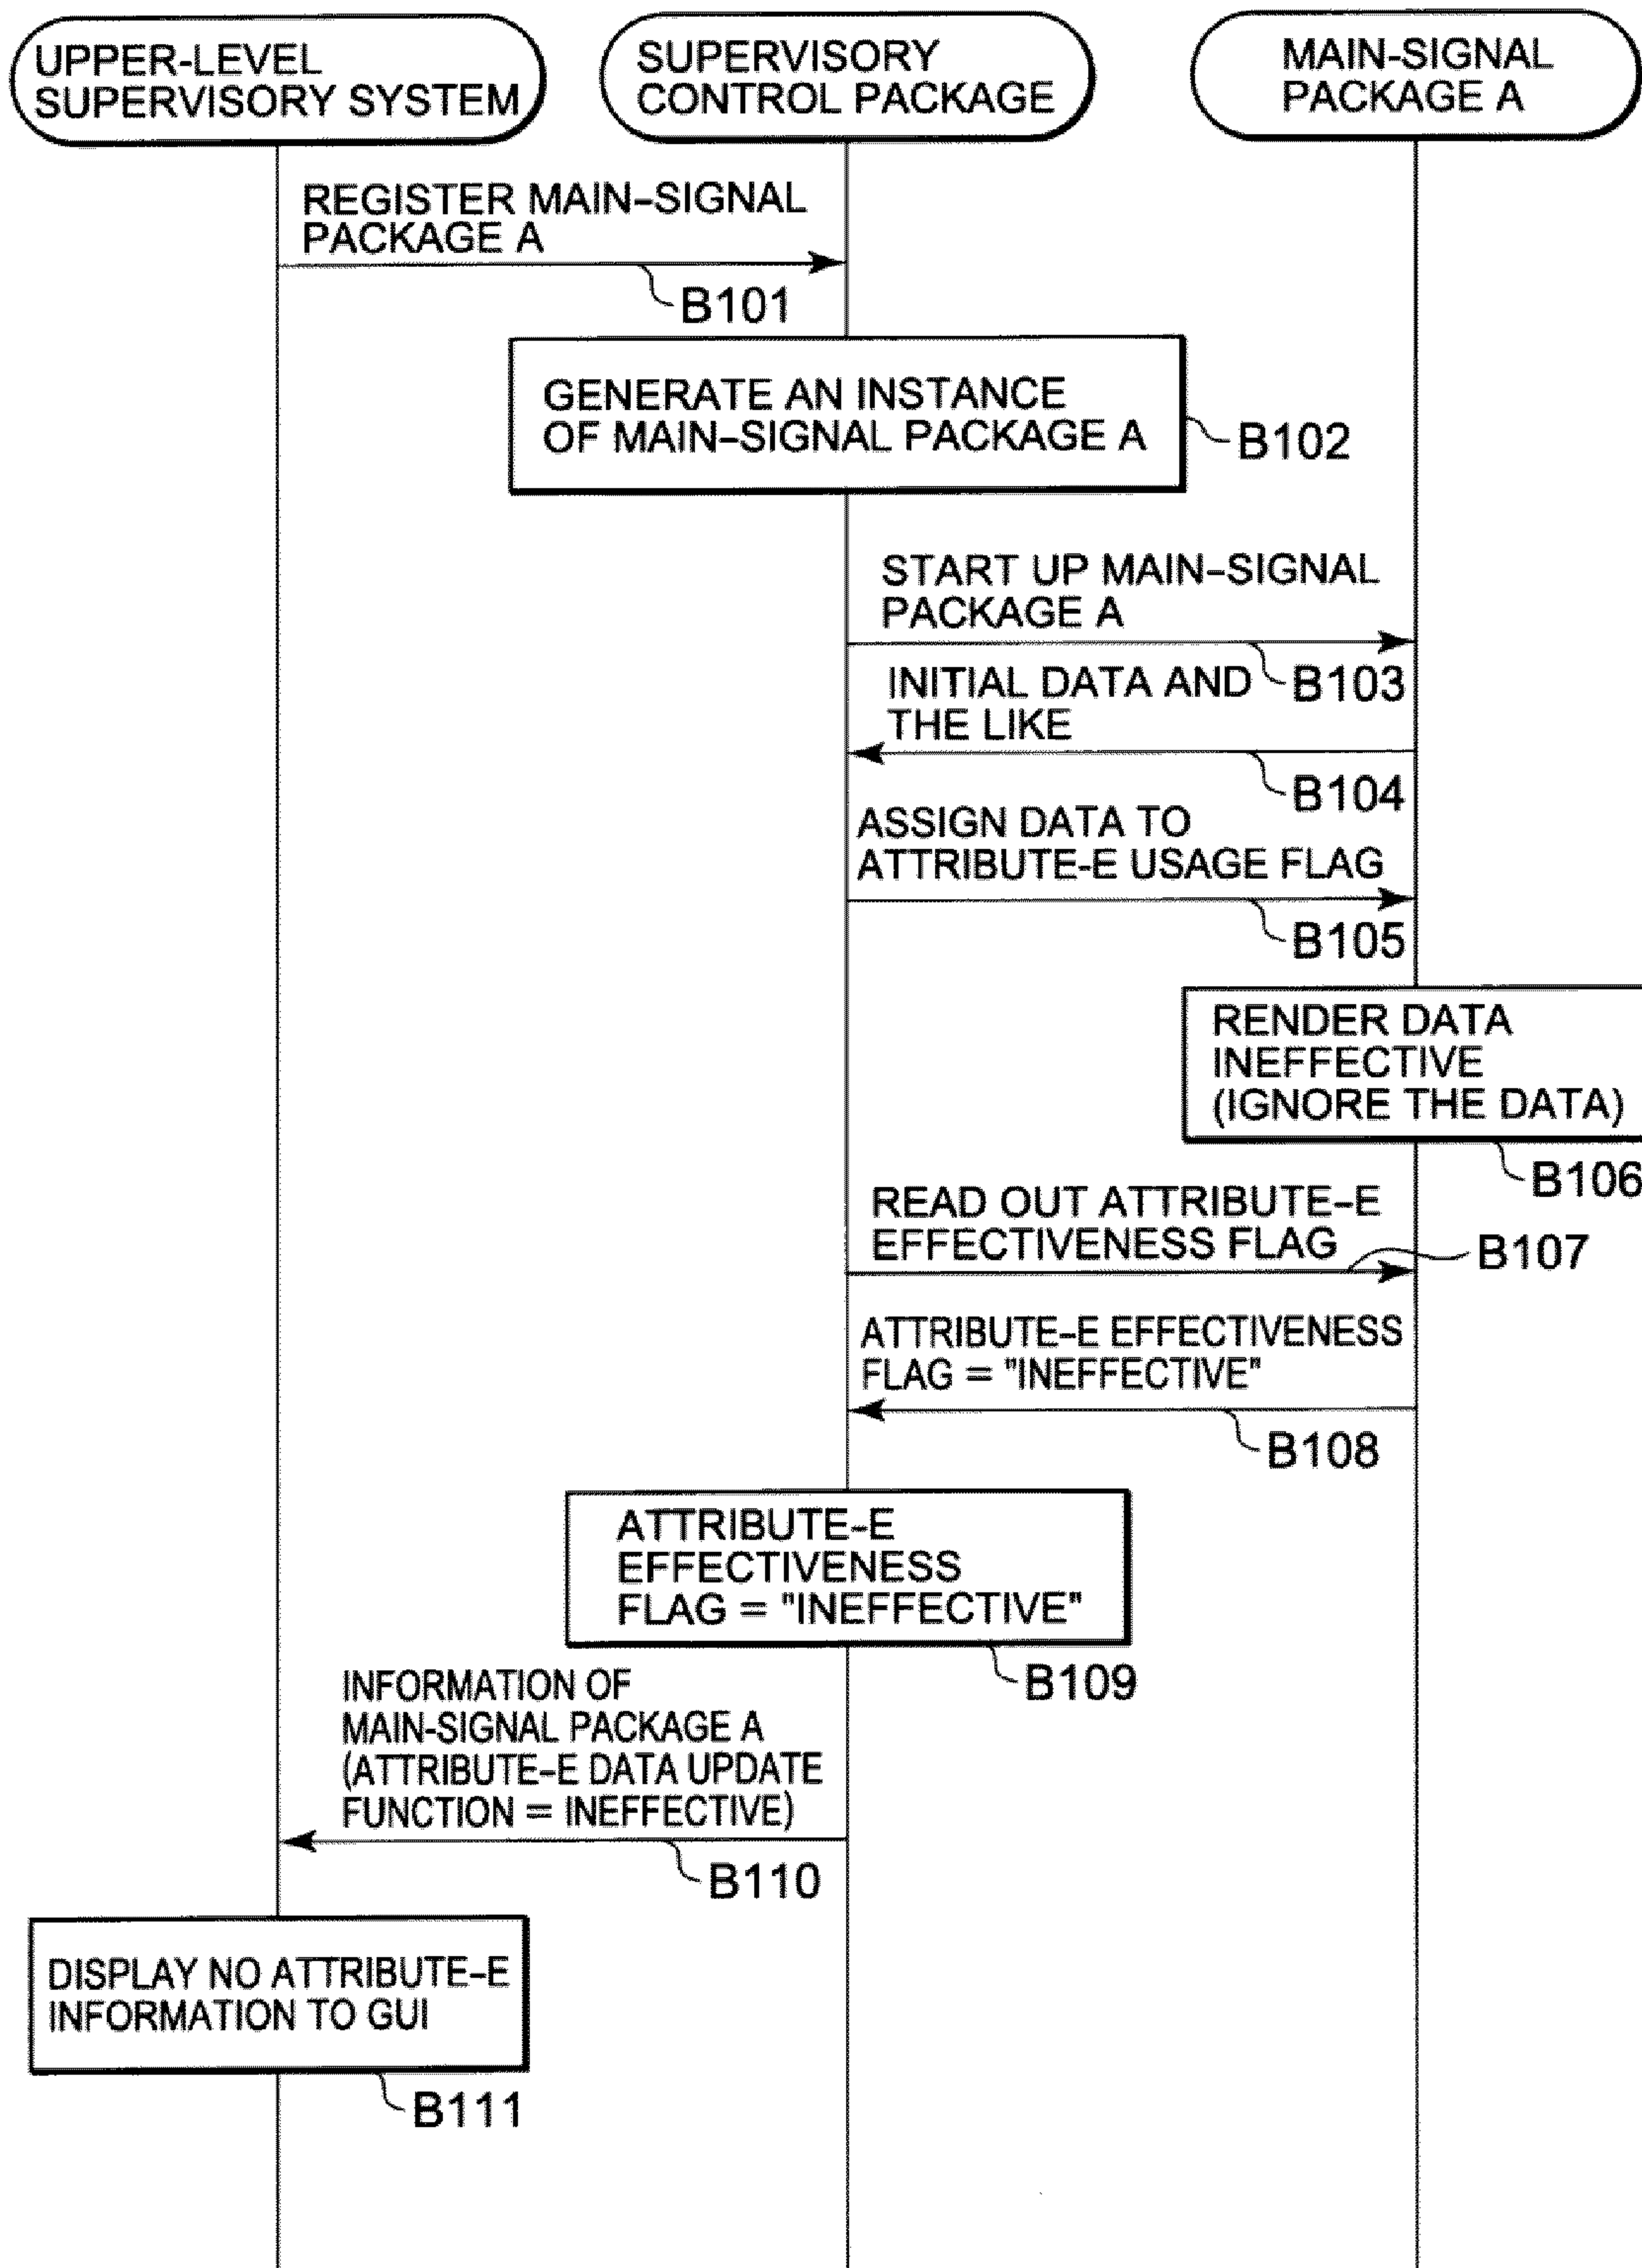 UPPER-LEVEL
SUPERVISORY SYSTEM
SUPERVISORY
CONTROL PACKAGE
MAIN-SIGNAL
PACKAGE A
REGISTER MAIN-SIGNAL
PACKAGE A
B101
GENERATE AN INSTANCE
OF MAIN-SIGNAL PACKAGE A
B102
START UP MAIN-SIGNAL
PACKAGE A
B103
INITIAL DATA AND
THE LIKE
B104
ASSIGN DATA TO
ATTRIBUTE-E USAGE FLAG
B105
RENDER DATA
INEFFECTIVE
(IGNORE THE DATA)
B106
READ OUT ATTRIBUTE-E
EFFECTIVENESS FLAG
B107
ATTRIBUTE-E EFFECTIVENESS
FLAG = "INEFFECTIVE"
B108
ATTRIBUTE-E
EFFECTIVENESS
FLAG = "INEFFECTIVE"
B109
INFORMATION OF
MAIN-SIGNAL PACKAGE A
(ATTRIBUTE-E DATA UPDATE
FUNCTION = INEFFECTIVE)
B110
DISPLAY NO ATTRIBUTE-E
INFORMATION TO GUI
B111